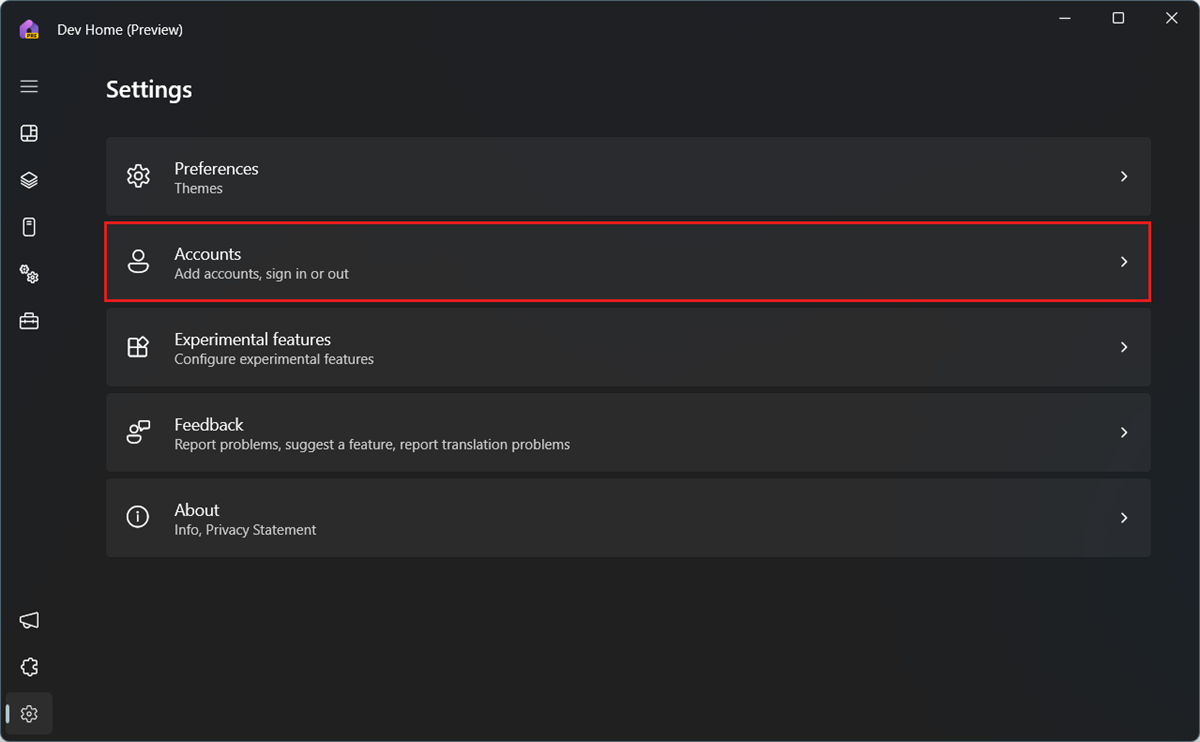 Dev Home (Preview)
Settings
Preferences
Themes
Accounts
Add accounts, sign in or out
Experimental features
Configure experimental features
Feedback
Report problems, suggest a feature, report translation problems
About
Info, Privacy Statement
PRE